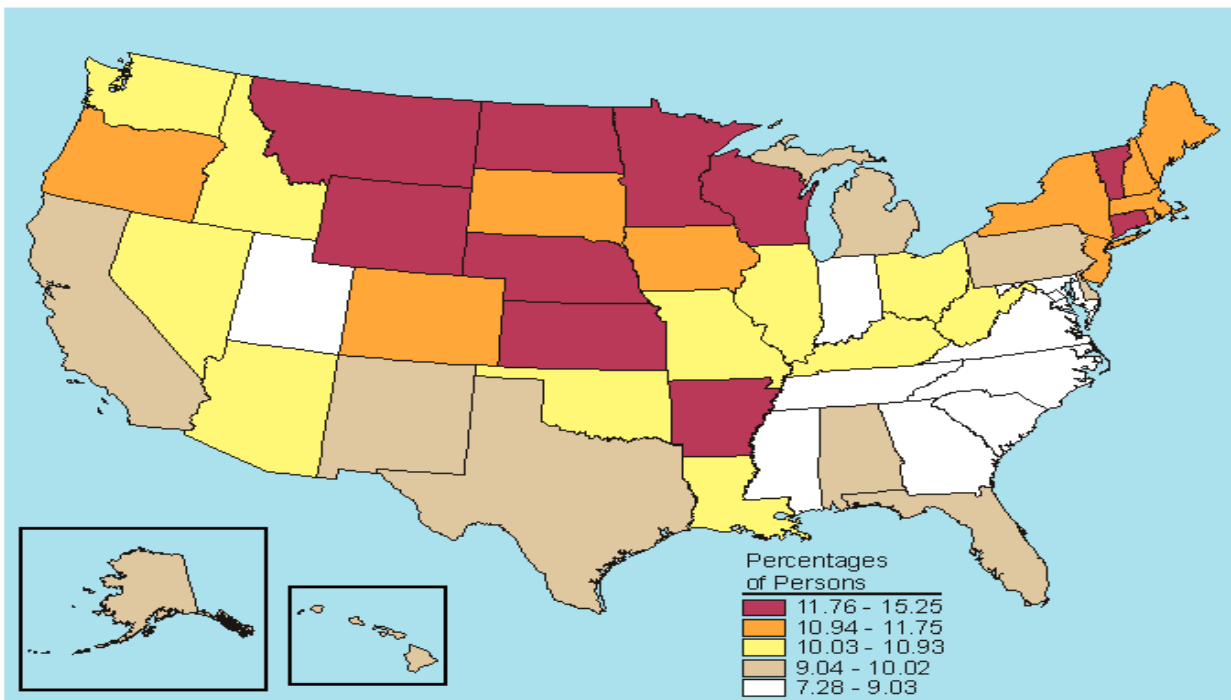 Percentages
of Persons
11.76 - 15.25
10.94 - 11.75
10.03 - 10.93
9.04 - 10.02
7.28 - 9.03